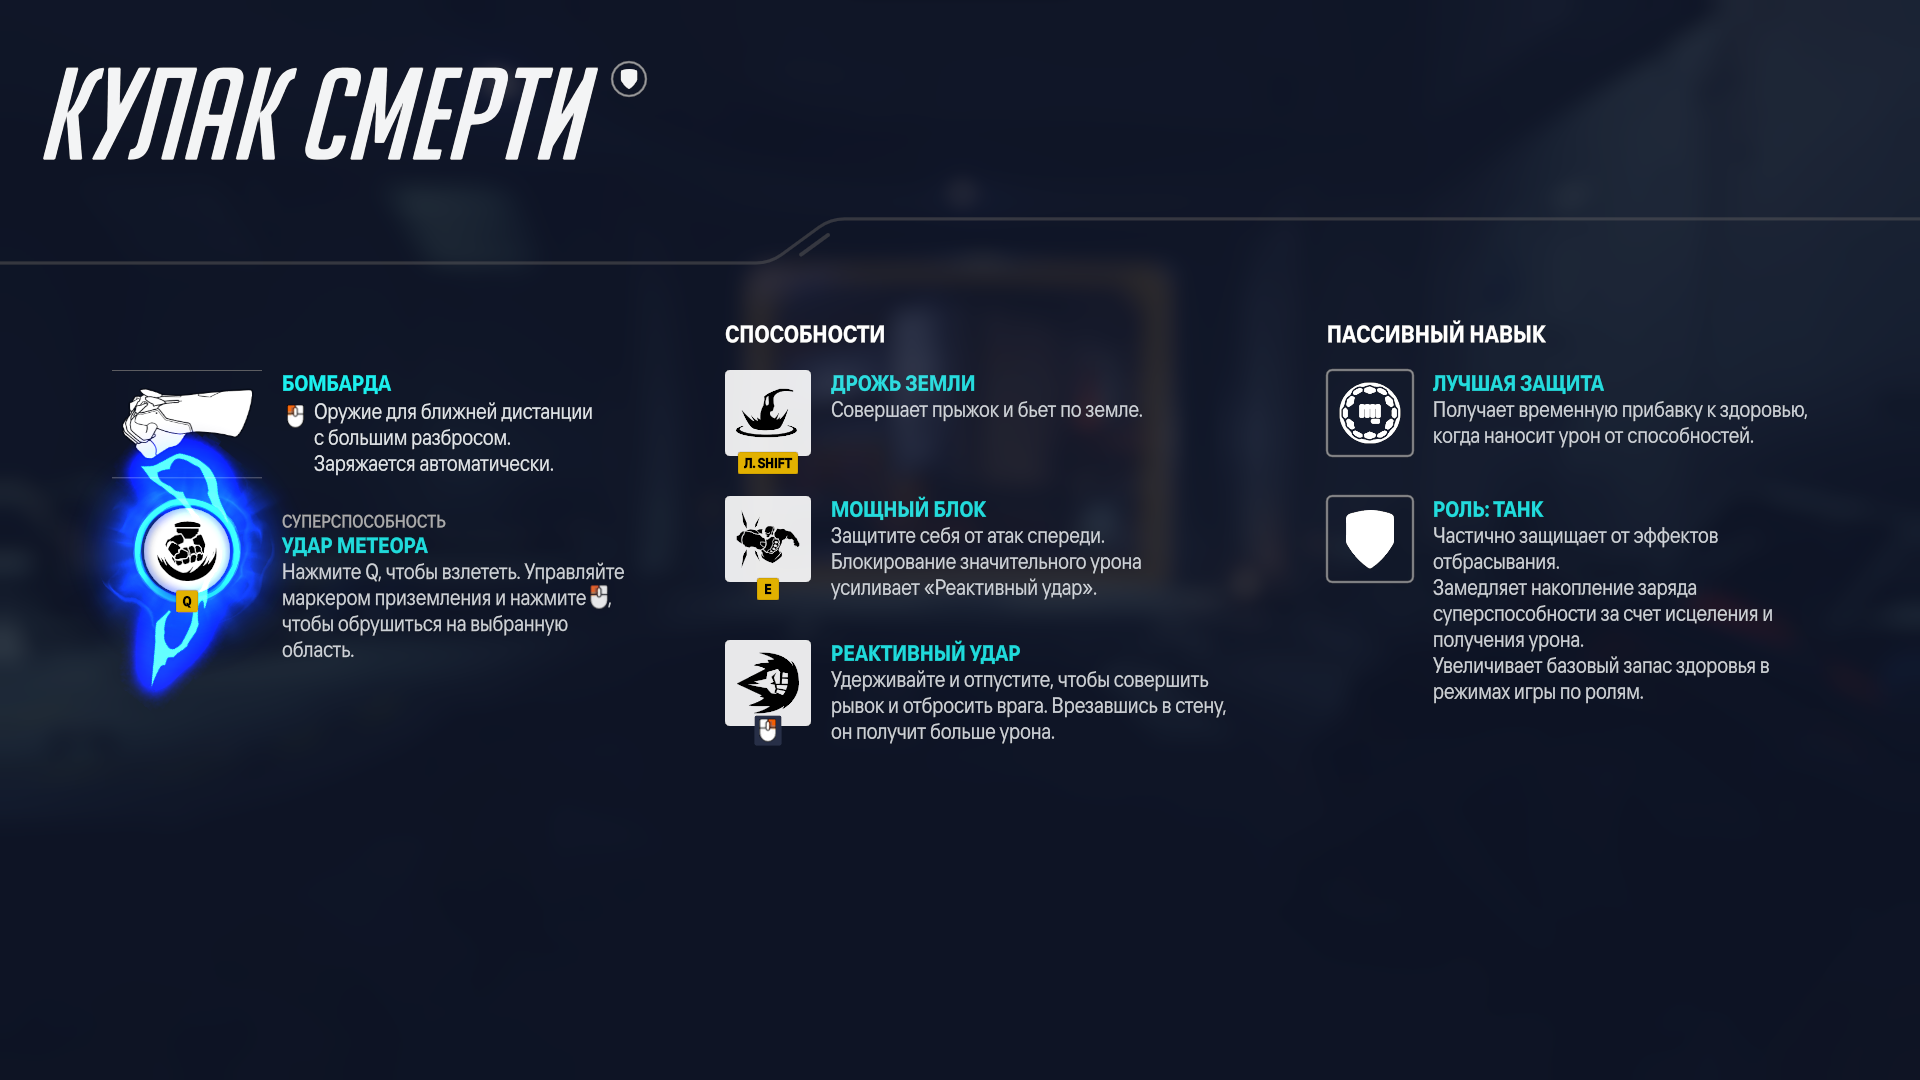 КУЛАК СМЕРТИ
БОМБАРДА
Оружие для ближней дистанции
с большим разбросом.
Заряжается автоматически.
СУПЕРСПОСОБНОСТЬ
УДАР МЕТЕОРА
Нажмите Q, чтобы взлететь. Управляйте
маркером приземления и нажмите ,
чтобы обрушиться на выбранную
область.
Q
СПОСОБНОСТИ
ДРОЖЬ ЗЕМЛИ
Совершает прыжок и бьет по земле.
Л. SHIFT
МОЩНЫЙ БЛОК
Защитите себя от атак спереди.
Блокирование значительного урона
усиливает «Реактивный удар».
E
РЕАКТИВНЫЙ УДАР
Удерживайте и отпустите, чтобы совершить
рывок и отбросить врага. Врезавшись в стену,
он получит больше урона.
ПАССИВНЫЙ НАВЫК
ЛУЧШАЯ ЗАЩИТА
Получает временную прибавку к здоровью,
когда наносит урон от способностей.
РОЛЬ: ТАНК
Частично защищает от эффектов
отбрасывания.
Замедляет накопление заряда
суперспособности за счет исцеления и
получения урона.
Увеличивает базовый запас здоровья в
режимах игры по ролям.